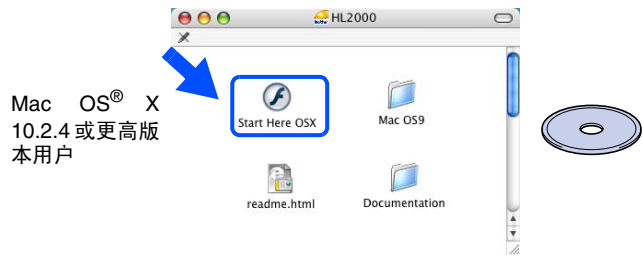 HL2000
Mac OS® X
10.2.4 或更高版
本用户
Start Here OSX
Mac OS9
readme.html
Documentation